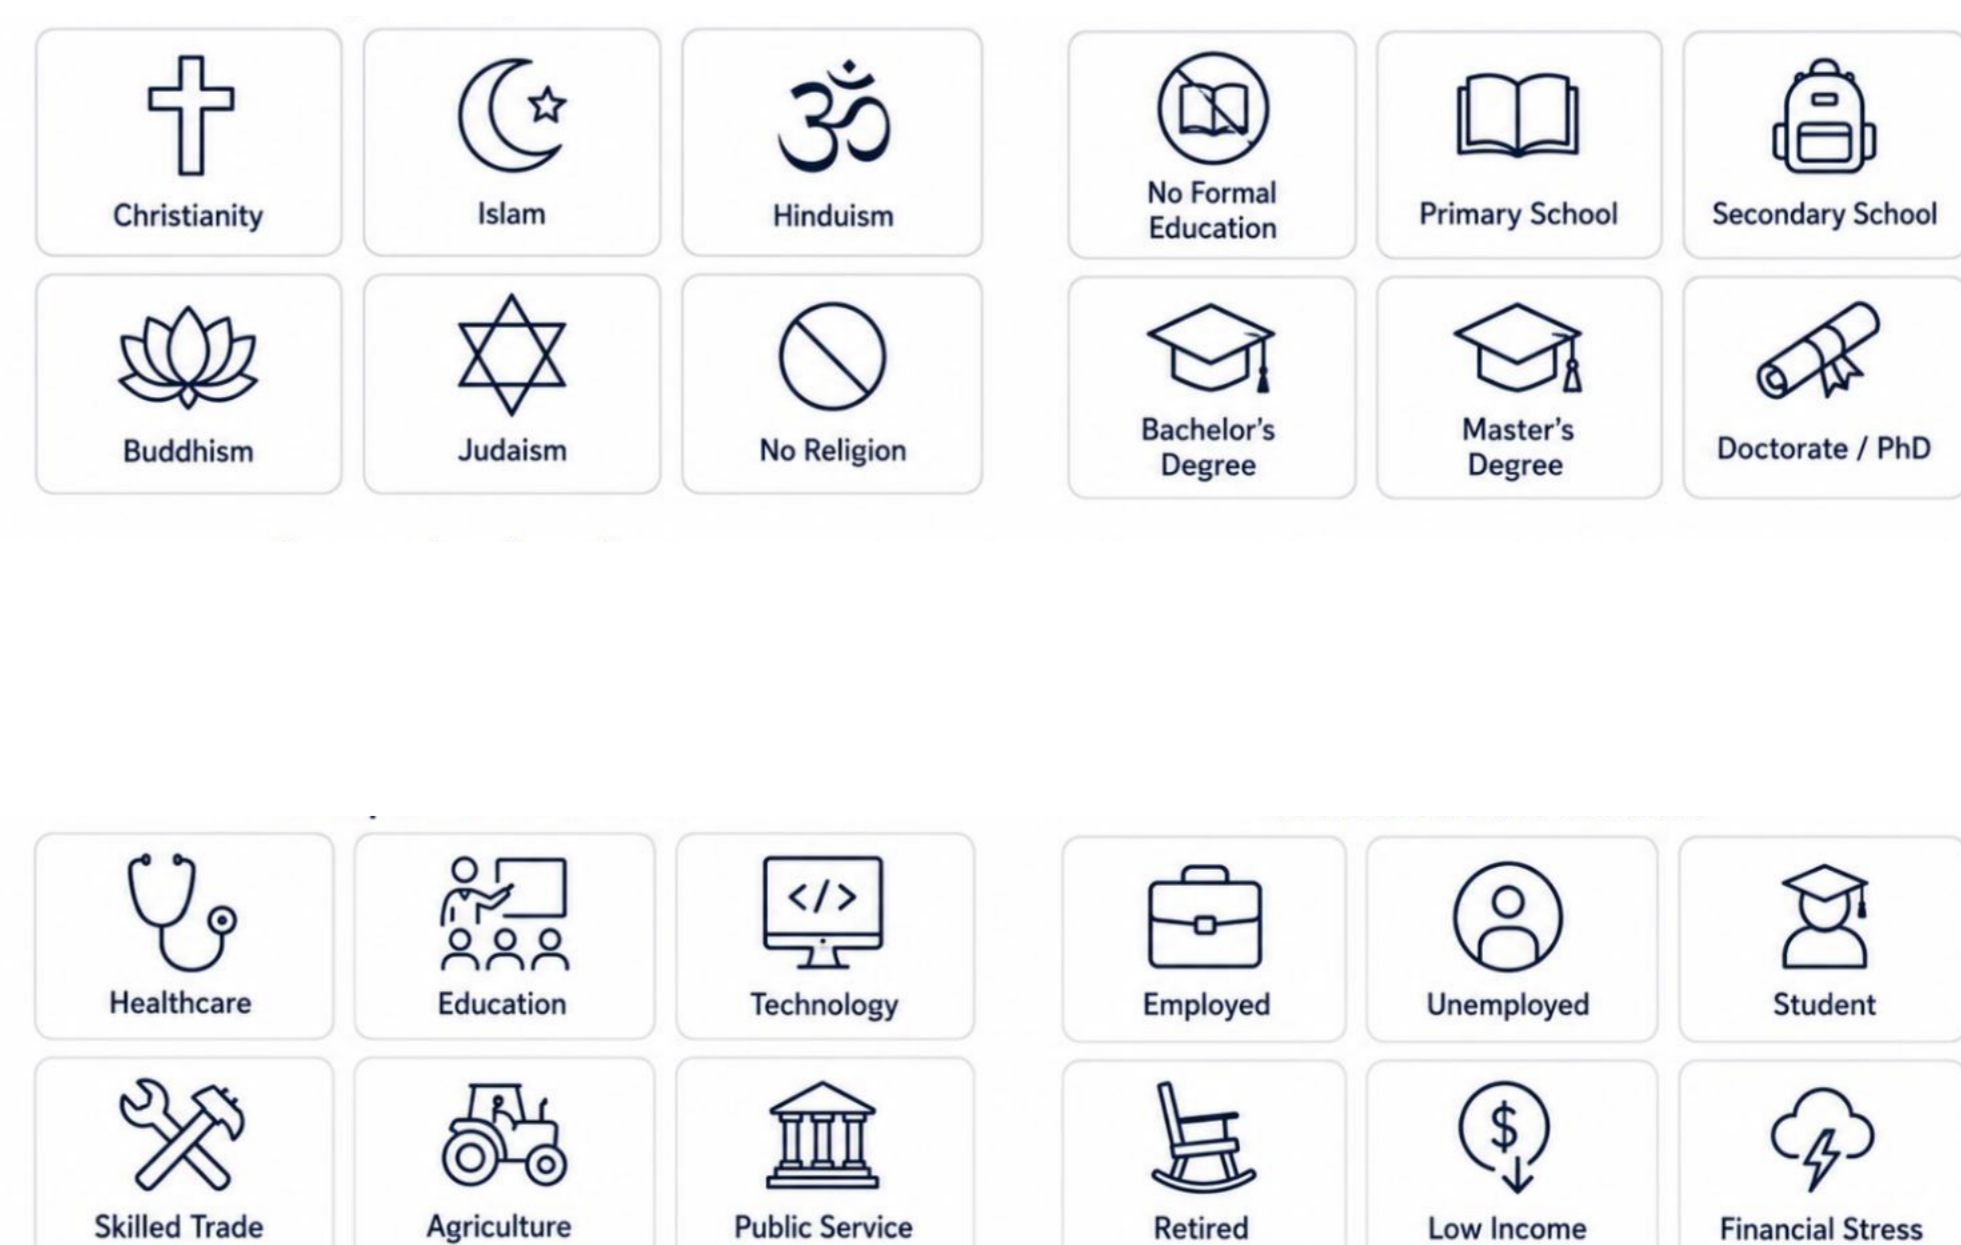 Christianity
Islam
Hinduism
Buddhism
Judaism
No Religion
No Formal
Education
Primary School
Secondary School
Bachelor's
Degree
Master's
Degree
Doctorate / PhD
Healthcare
Education
</>
Technology
Skilled Trade
Agriculture
Public Service
Employed
Unemployed
Student
Retired
$
Low Income
Financial Stress